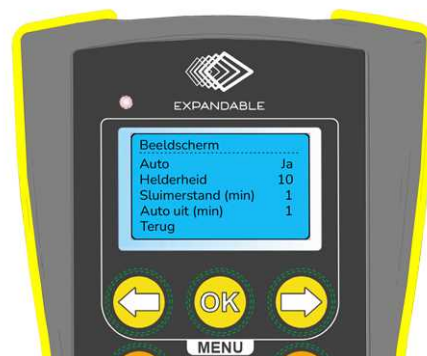 EXPANDABLE
Beeldscherm
Auto Ja
Helderheid 10
Sluimerstand (min) 1
Auto uit (min) 1
Terug
OK
MENU